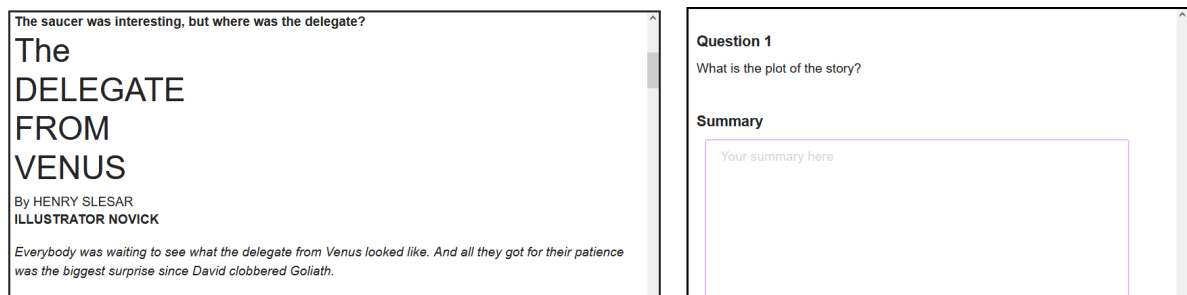 The saucer was interesting, but where was the delegate?
The
DELEGATE
FROM
VENUS
By HENRY SLESAR
ILLUSTRATOR NOVICK
Everybody was waiting to see what the delegate from Venus looked like. And all they got for their patience
was the biggest surprise since David clobbered Goliath.
Question 1
What is the plot of the story?
Summary
Your summary here